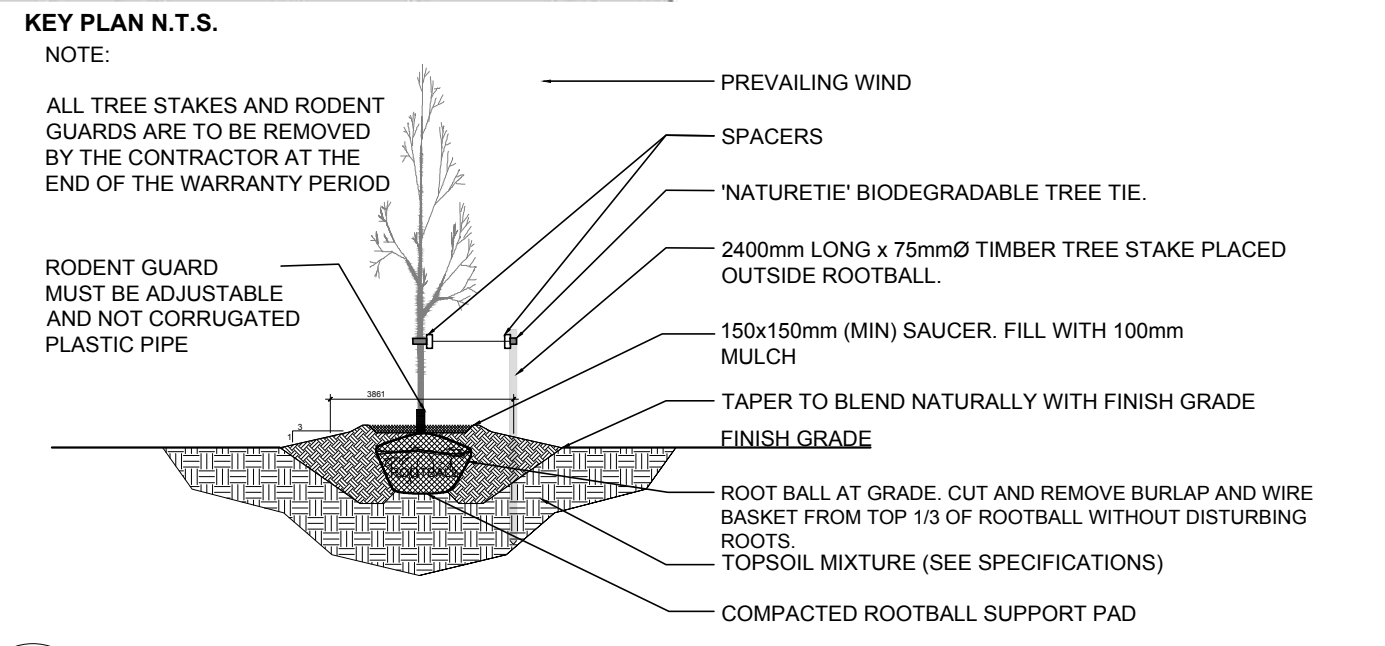 KEY PLAN N.T.S.
NOTE:
ALL TREE STAKES AND RODENT
GUARDS ARE TO BE REMOVED
BY THE CONTRACTOR AT THE
END OF THE WARRANTY PERIOD
RODENT GUARD
MUST BE ADJUSTABLE
AND NOT CORRUGATED
PLASTIC PIPE
PREVAILING WIND
SPACERS
'NATURETIE' BIODEGRADABLE TREE TIE.
2400mm LONG x 75mmØ TIMBER TREE STAKE PLACED
OUTSIDE ROOTBALL.
150x150mm (MIN) SAUCER. FILL WITH 100mm
MULCH
3861
3
1
TAPER TO BLEND NATURALLY WITH FINISH GRADE
FINISH GRADE
ROOTBALL
ROOT BALL AT GRADE. CUT AND REMOVE BURLAP AND WIRE
BASKET FROM TOP 1/3 OF ROOTBALL WITHOUT DISTURBING
ROOTS.
TOPSOIL MIXTURE (SEE SPECIFICATIONS)
COMPACTED ROOTBALL SUPPORT PAD